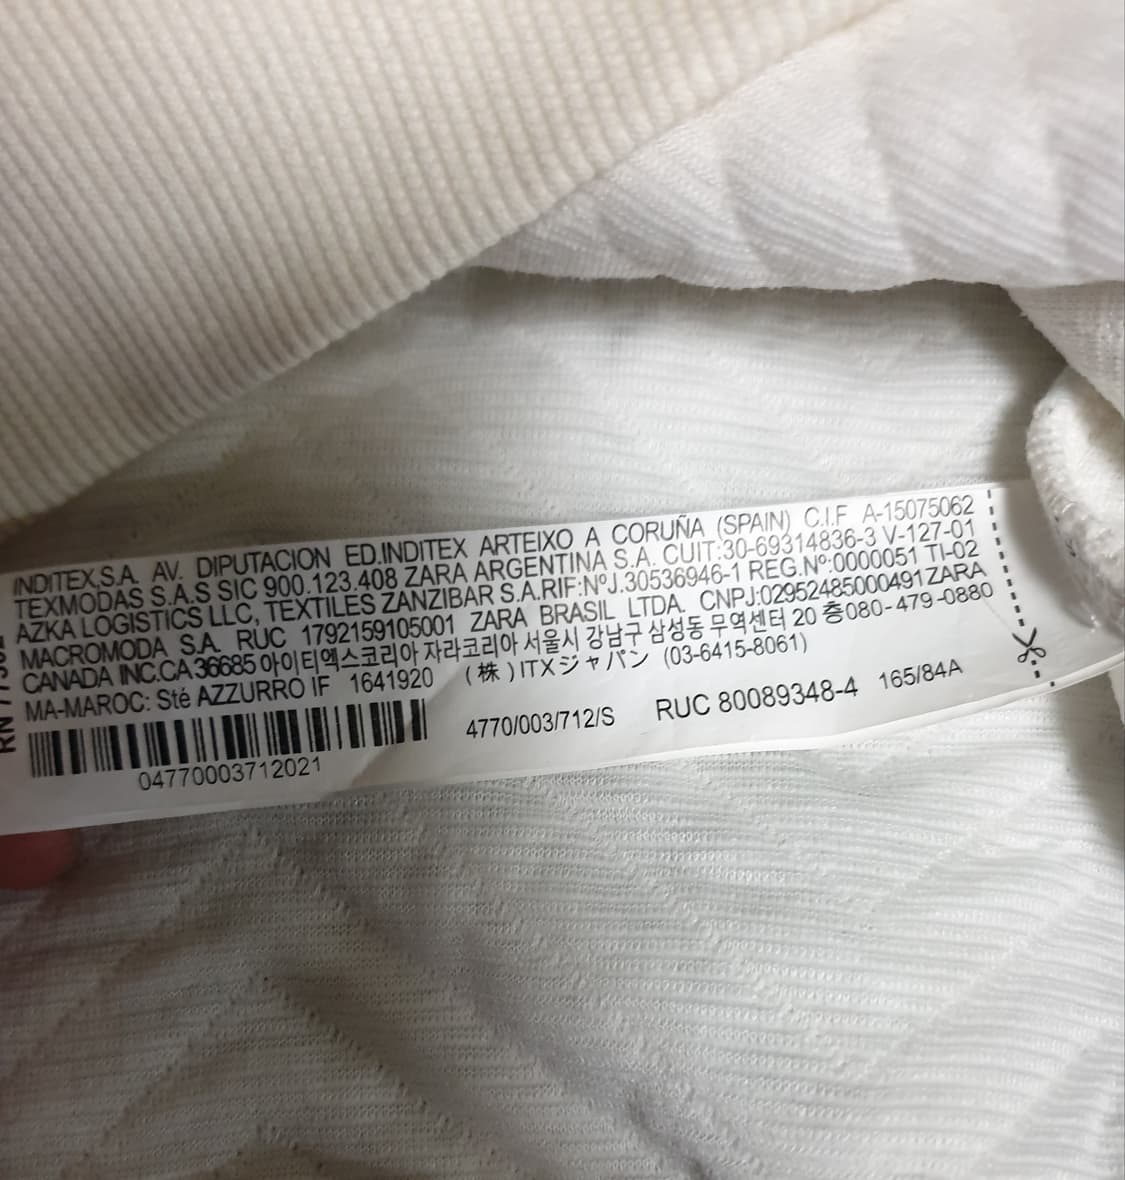 INDITEX,S.A. AV. DIPUTACION ED.INDITEX ARTEIXO A CORUÑA (SPAIN) C.I.F A-15075062
TEXMODAS S.A.S SIC 900.123.408 ZARA ARGENTINA S.A. CUIT:30-69314836-3 V-127-01
AZKA LOGISTICS LLC, TEXTILES ZANZIBAR S.A.RIF:NºJ.30536946-1 REG.Nº:0000051 TI-02
MACROMODA S.A. RUC 1792159105001 ZARA BRASIL LTDA. CNPJ:02952485000491ZARA
CANADA INC.CA 36685 아이티엑스코리아 자라코리아 서울시 강남구 삼성동 무역센터 20 층080-479-0880
MA-MAROC: Sté AZZURRO IF 1641920 (株)ITXジャパン (03-6415-8061)
4770/003/712/S RUC 80089348-4 165/84A
04770003712021
RN